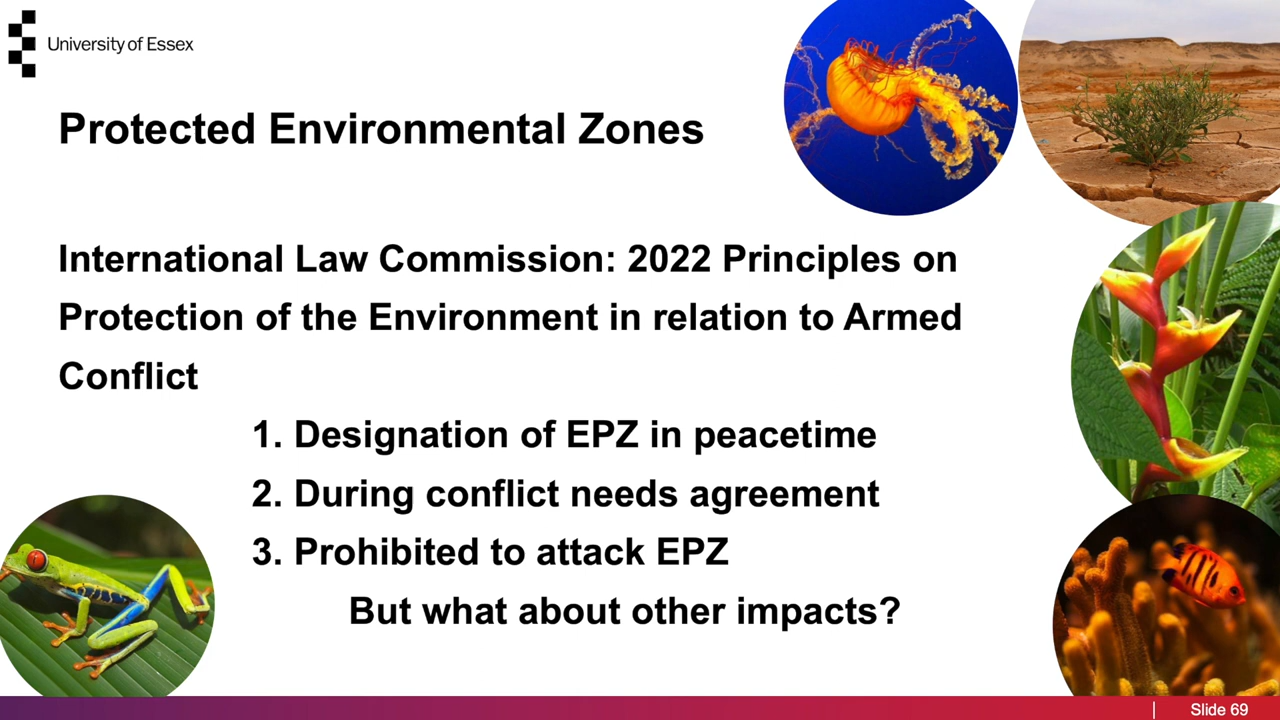 University of Essex
Protected Environmental Zones
International Law Commission: 2022 Principles on
Protection of the Environment in relation to Armed
Conflict
1. Designation of EPZ in peacetime
2. During conflict needs agreement
3. Prohibited to attack EPZ
But what about other impacts?
Slide 69